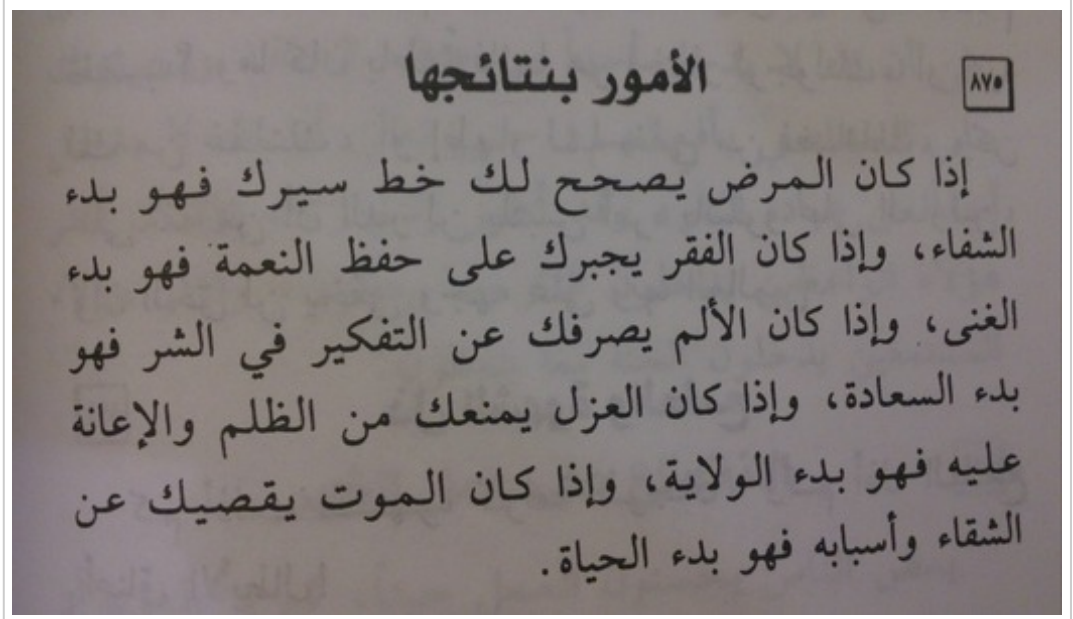 ٨٧٥ الأمور بنتائجها
إذا كان المرض يصحح لك خط سيرك فهو بدء
الشفاء، وإذا كان الفقر يجبرك على حفظ النعمة فهو بدء
الغنى، وإذا كان الألم يصرفك عن التفكير في الشر فهو
بدء السعادة، وإذا كان العزل يمنعك من الظلم والإعانة
عليه فهو بدء الولاية، وإذا كان الموت يقصيك عن
الشقاء وأسبابه فهو بدء الحياة.